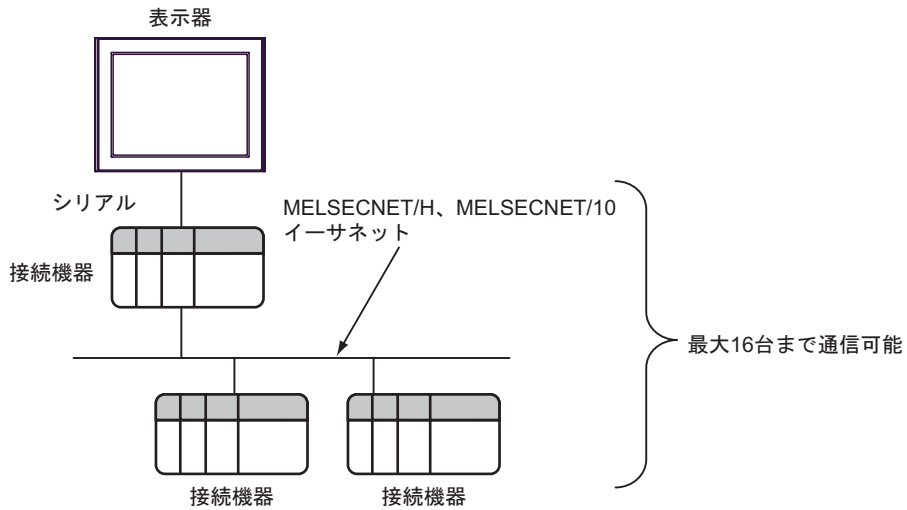 表示器
シリアル
MELSECNET/H、MELSECNET/10
イーサネット
接続機器
最大16台まで通信可能
接続機器
接続機器